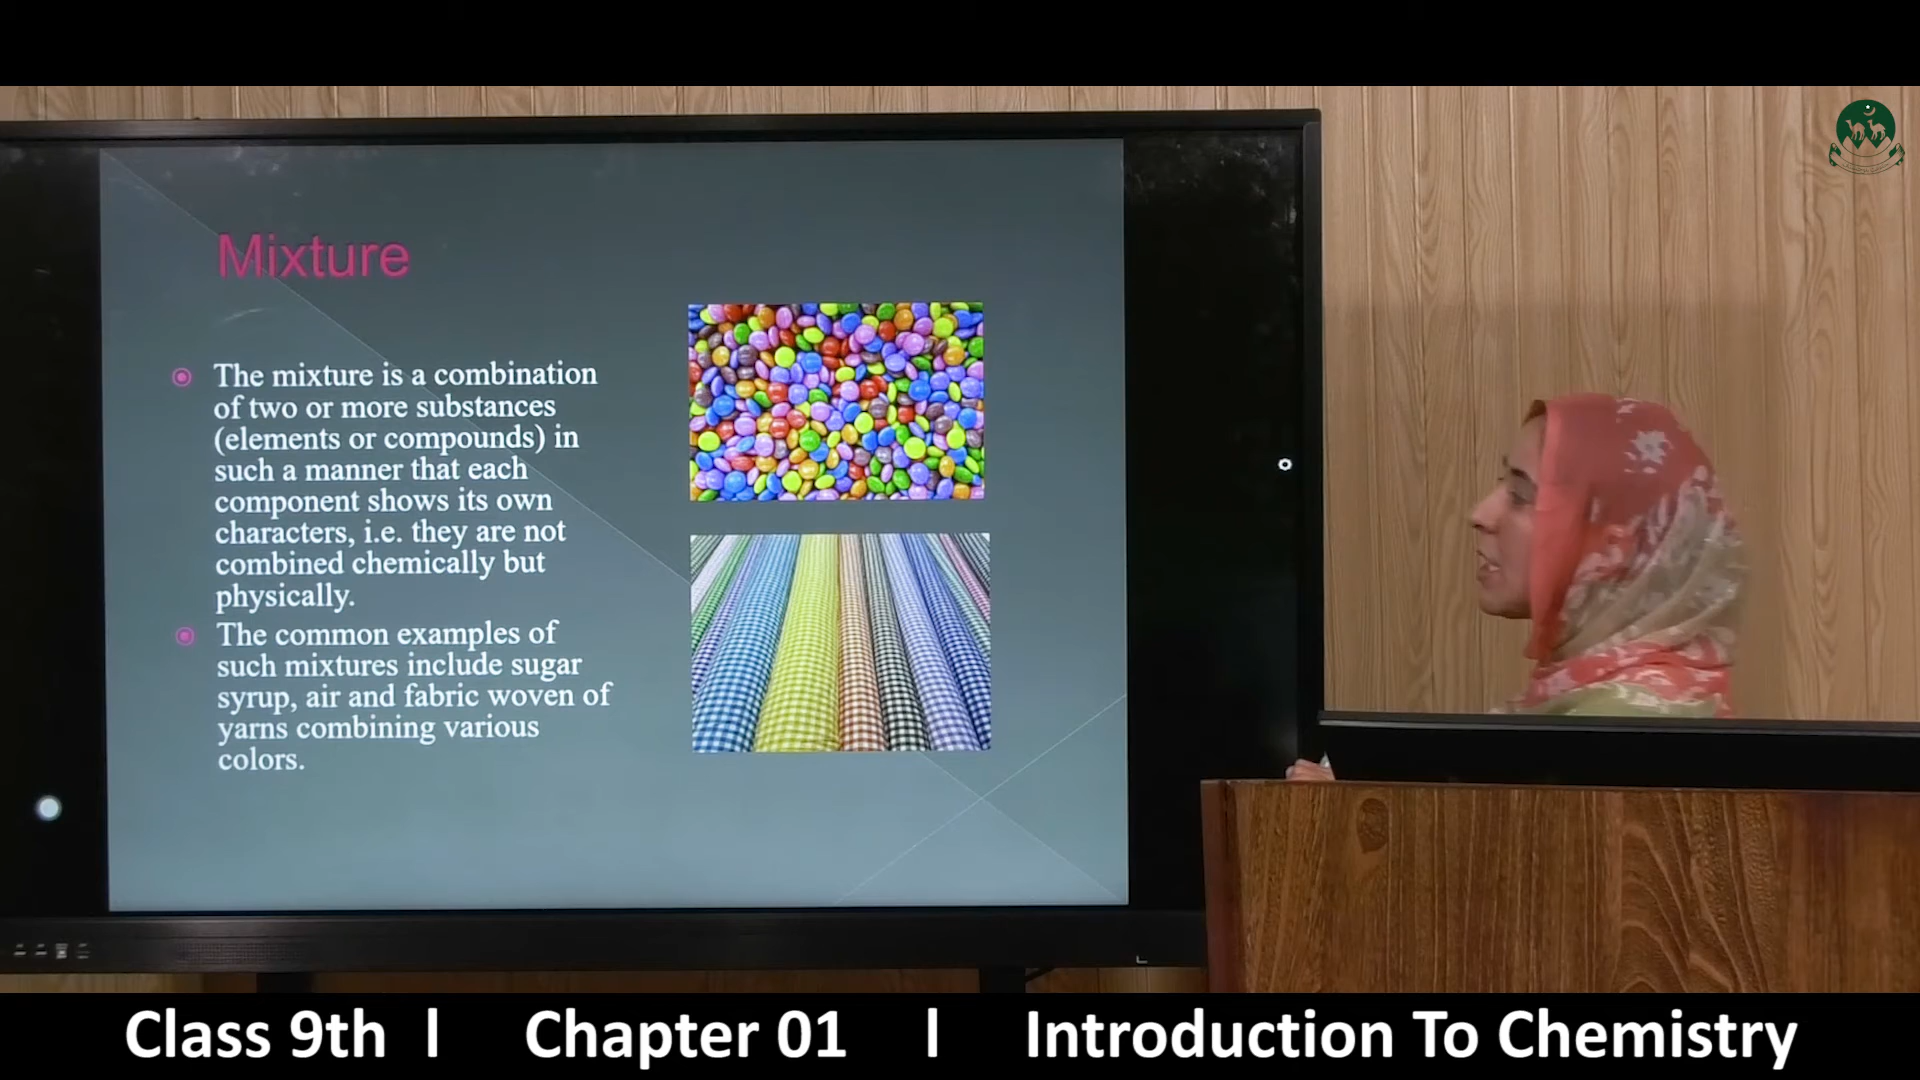 Mixture
The mixture is a combination
of two or more substances
(elements or compounds) in
such a manner that each
component shows its own
characters, i.e. they are not
combined chemically but
physically.
The common examples of
such mixtures include sugar
syrup, air and fabric woven of
yarns combining various
colors.
Class 9th l Chapter 01 l Introduction To Chemistry